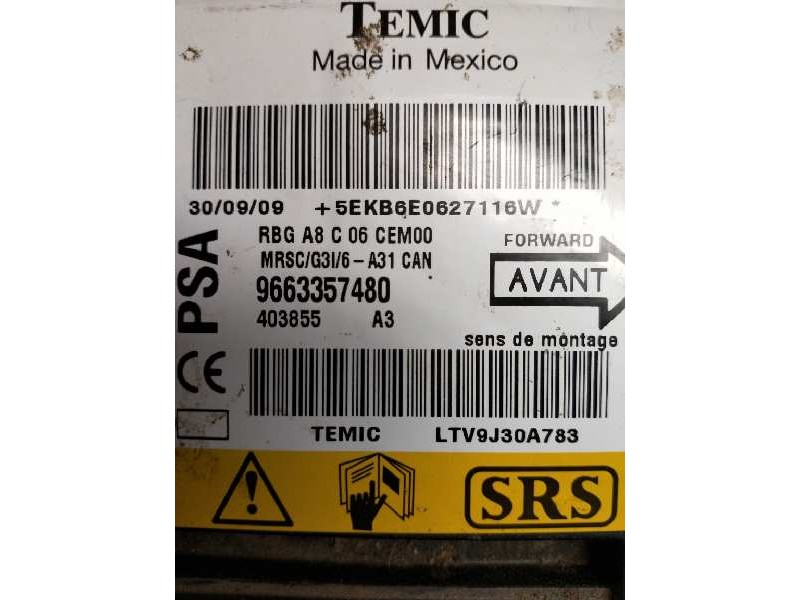 TEMIC
Made in Mexico
30/09/09 +5EKB6E0627116W*
RBG A8 C 06 CEM00
MRSC/G3I/6-A31 CAN
9663357480
403855 A3
PSA
CE
FORWARD
AVANT
sens de montage
TEMIC LTV9J30A783
SRS